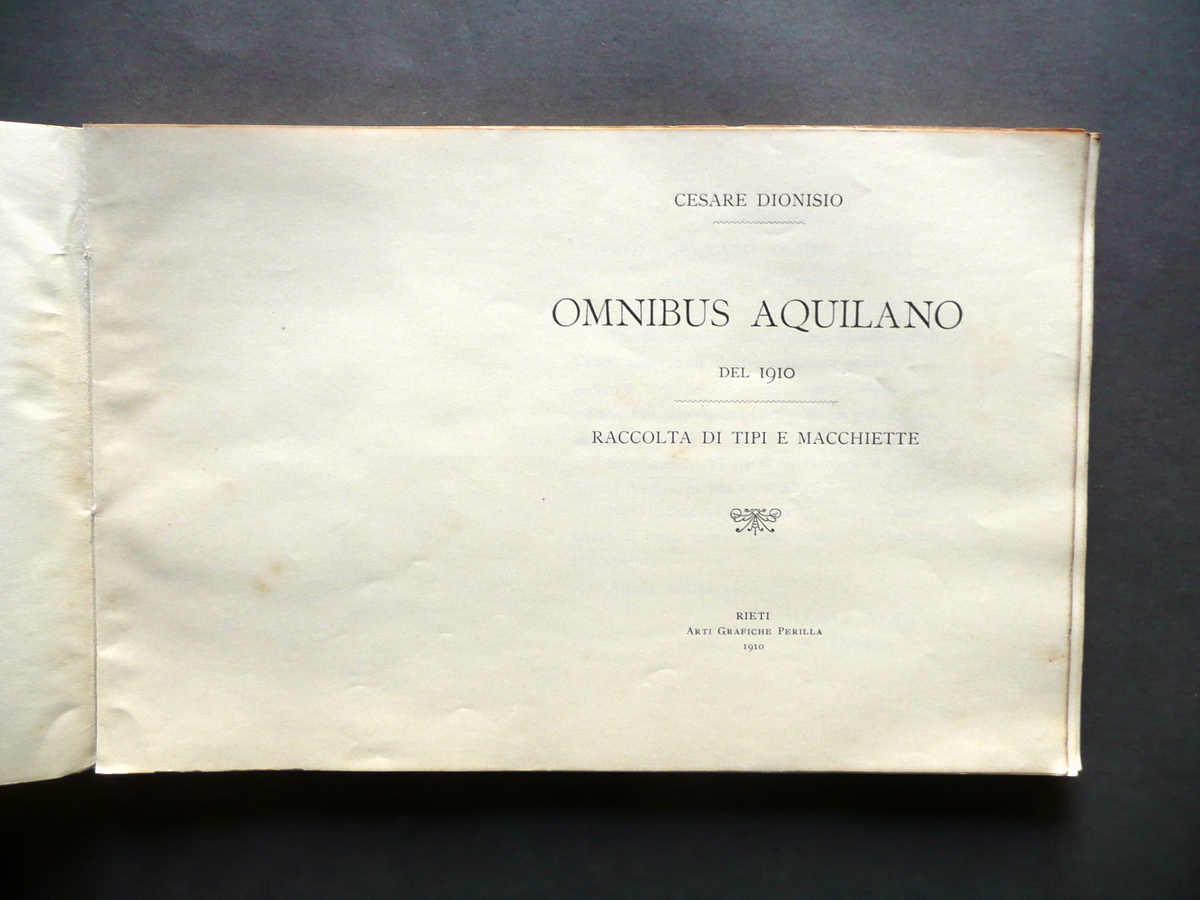 CESARE DIONISIO
OMNIBUS AQUILANO
DEL 1910
RACCOLTA DI TIPI E MACCHIETTE
RIETI
ARTI GRAFICHE PERILLA
1910